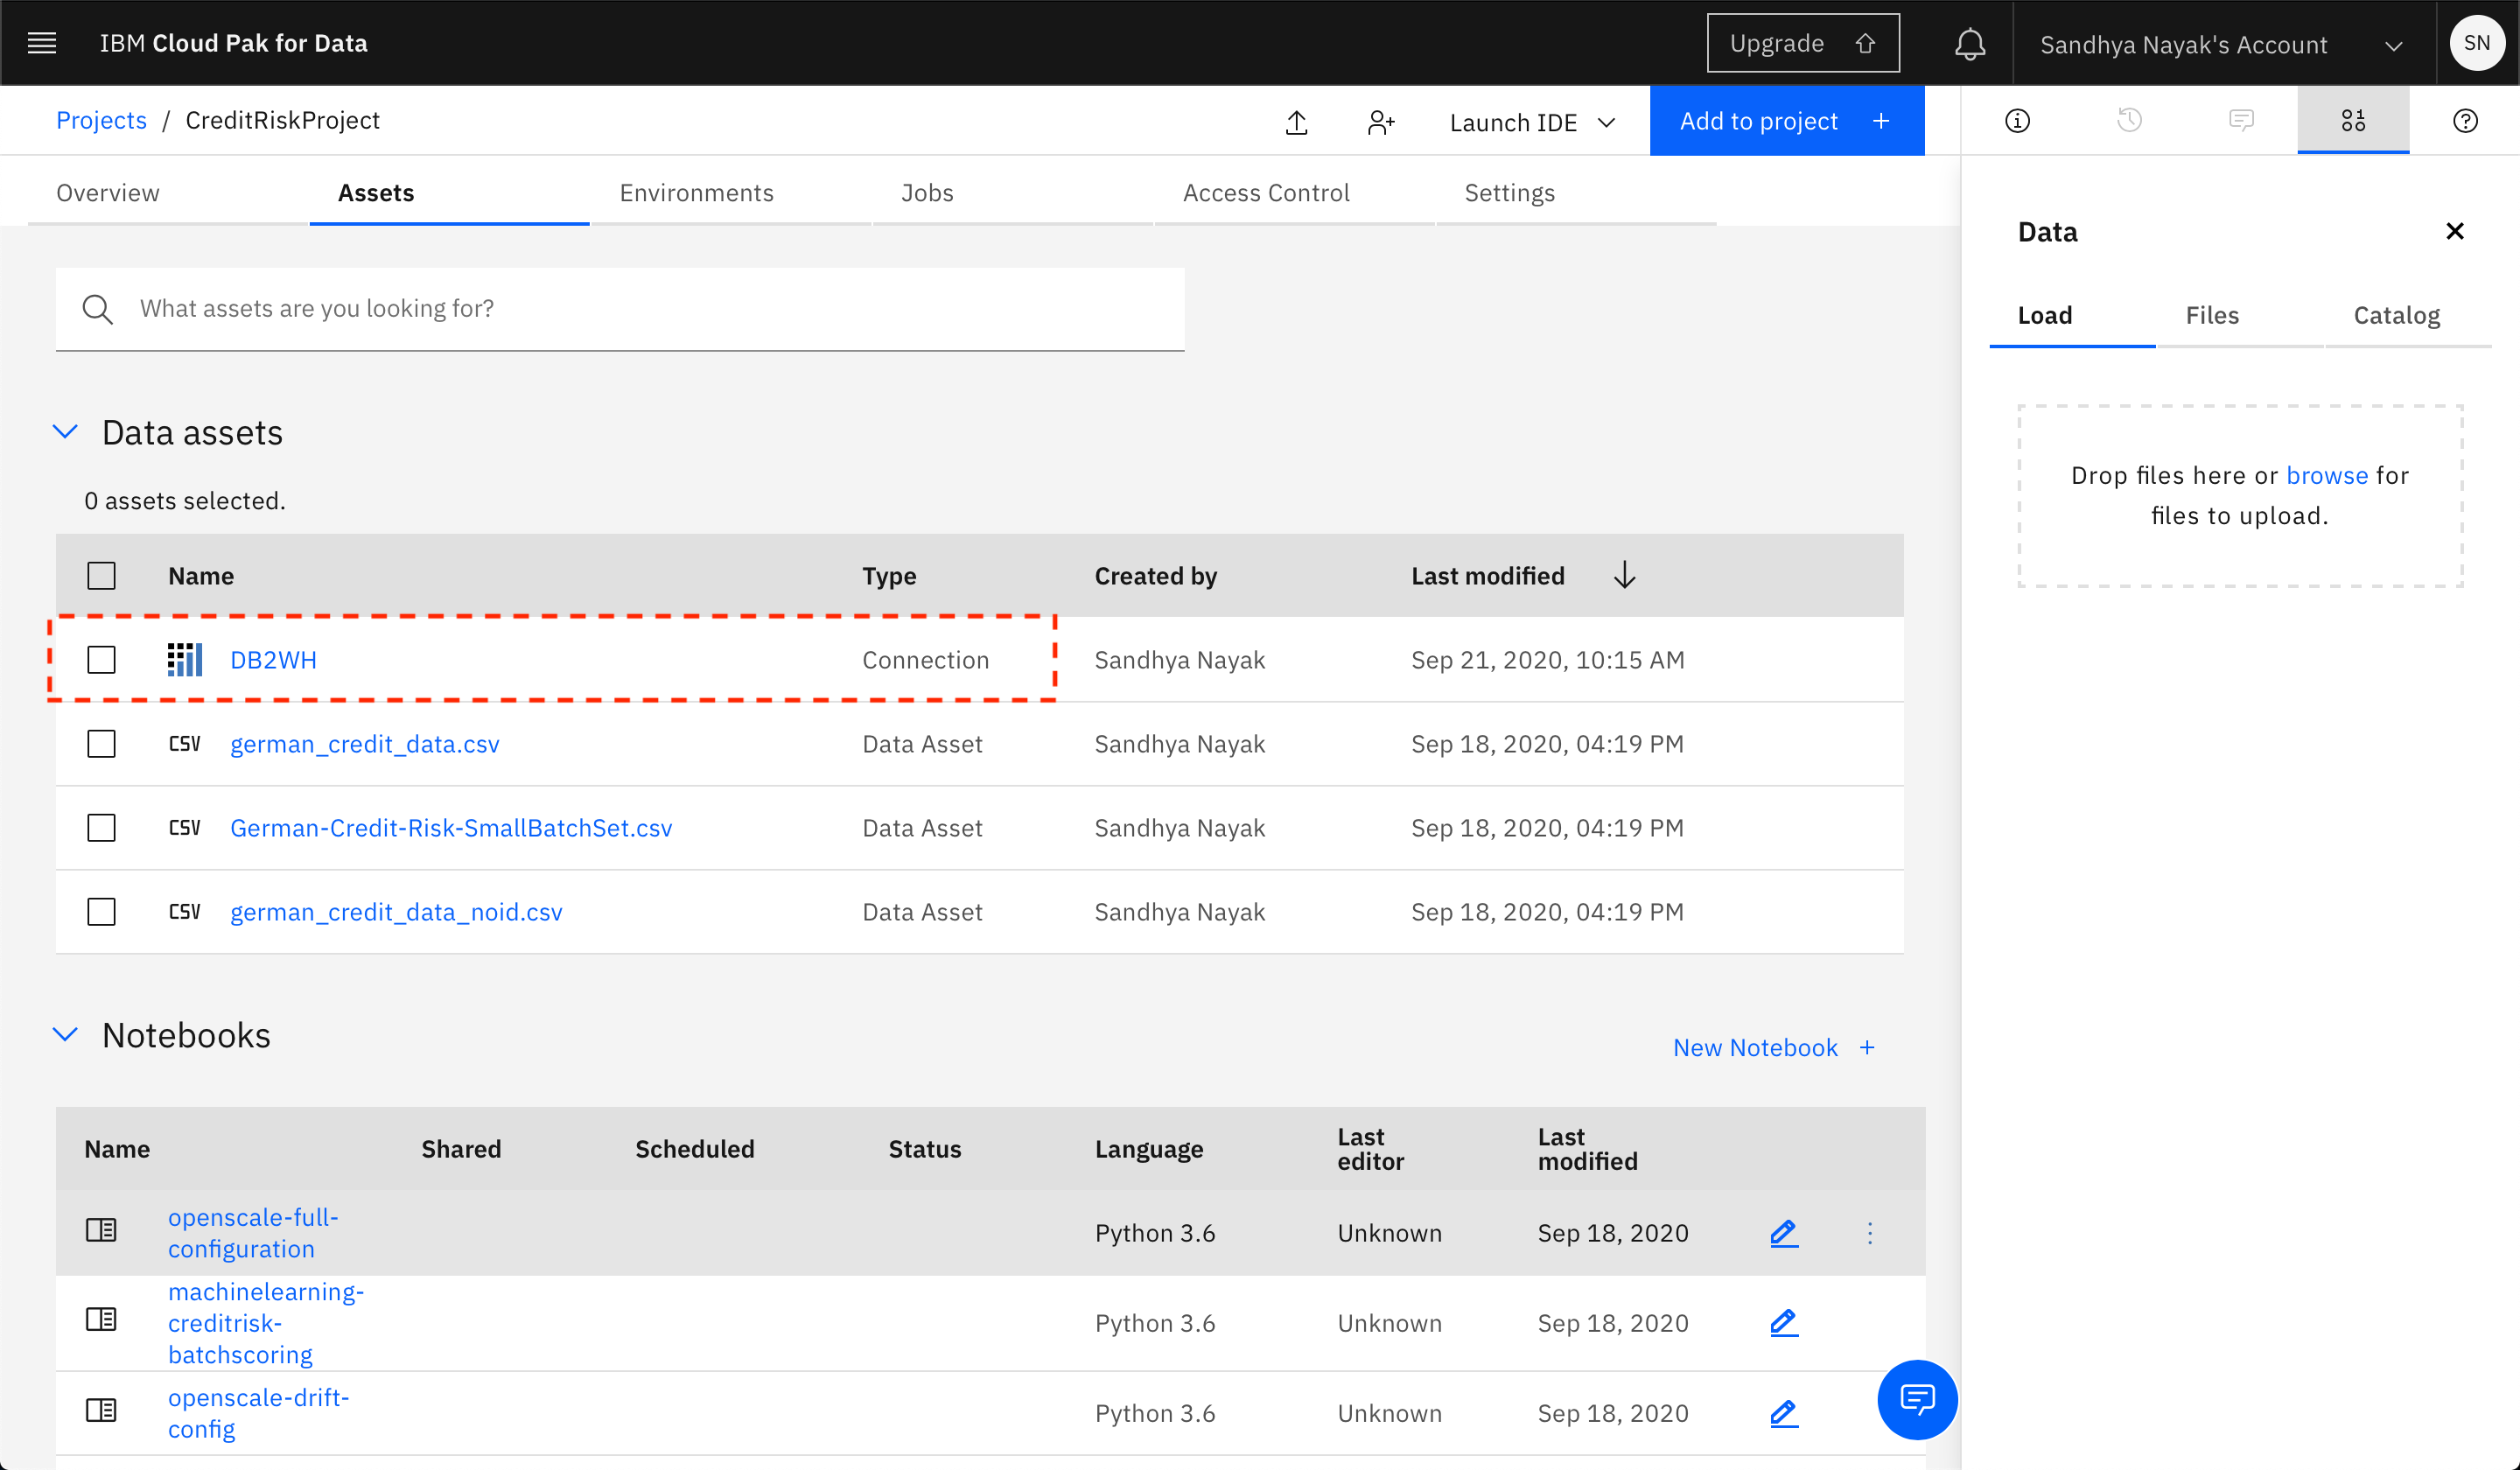 IBM Cloud Pak for Data
Upgrade
Sandhya Nayak's Account
SN
Projects / CreditRiskProject
Launch IDE
Add to project +
Overview
Assets
Environments
Jobs
Access Control
Settings
What assets are you looking for?
Data assets
0 assets selected.
Name Type Created by Last modified
DB2WH Connection Sandhya Nayak Sep 21, 2020, 10:15 AM
CSV german_credit_data.csv Data Asset Sandhya Nayak Sep 18, 2020, 04:19 PM
CSV German-Credit-Risk-SmallBatchSet.csv Data Asset Sandhya Nayak Sep 18, 2020, 04:19 PM
CSV german_credit_data_noid.csv Data Asset Sandhya Nayak Sep 18, 2020, 04:19 PM
Notebooks
New Notebook +
Name Shared Scheduled Status Language Last editor Last modified
openscale-full-
configuration
Python 3.6 Unknown Sep 18, 2020
machinelearning-
creditrisk-
batchscoring
Python 3.6 Unknown Sep 18, 2020
openscale-drift-
config
Python 3.6 Unknown Sep 18, 2020
Data
Load
Files
Catalog
Drop files here or browse for
files to upload.